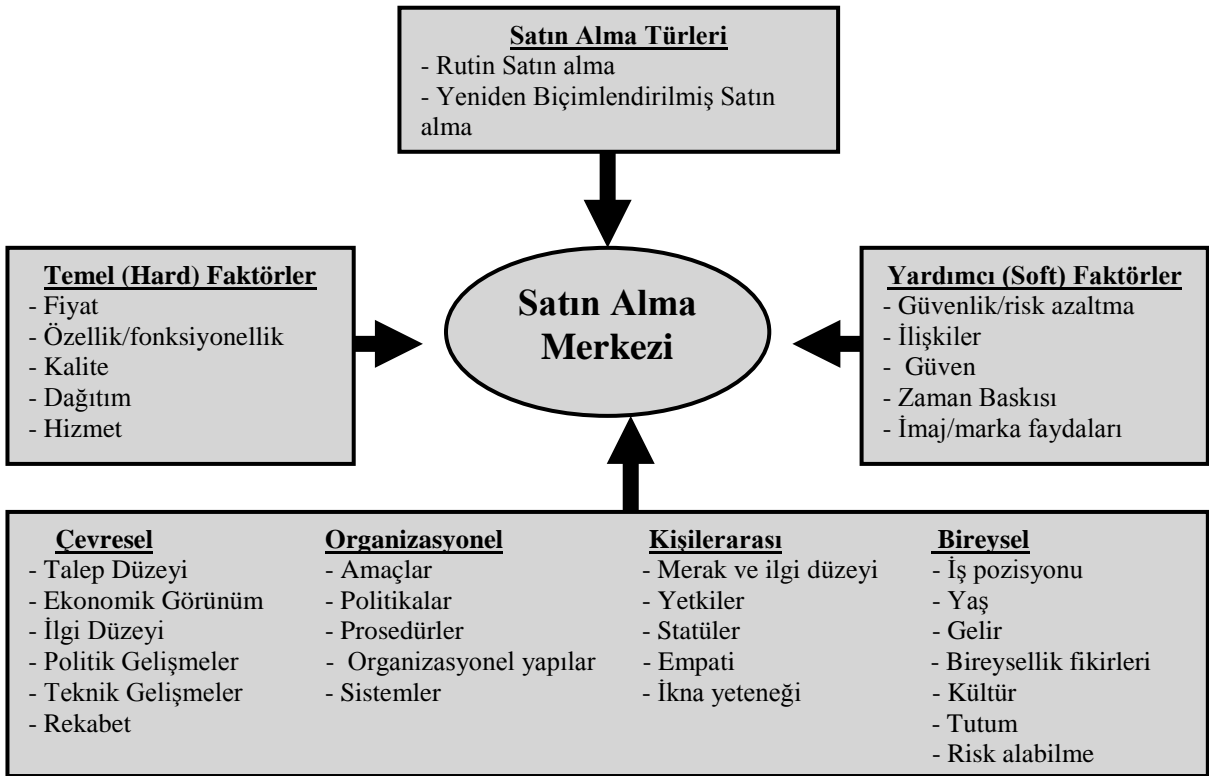 Satın Alma Türleri
- Rutin Satın alma
- Yeniden Biçimlendirilmiş Satın
alma
Temel (Hard) Faktörler
- Fiyat
- Özellik/fonksiyonellik
- Kalite
- Dağıtım
- Hizmet
Satın Alma
Merkezi
Yardımcı (Soft) Faktörler
- Güvenlik/risk azaltma
- İlişkiler
- Güven
- Zaman Baskısı
- İmaj/marka faydaları
Çevresel
- Talep Düzeyi
- Ekonomik Görünüm
- İlgi Düzeyi
- Politik Gelişmeler
- Teknik Gelişmeler
- Rekabet
Organizasyonel
- Amaçlar
- Politikalar
- Prosedürler
- Organizasyonel yapılar
- Sistemler
Kişilerarası
- Merak ve ilgi düzeyi
- Yetkiler
- Statüler
- Empati
- İkna yeteneği
Bireysel
- İş pozisyonu
- Yaş
- Gelir
- Bireysellik fikirleri
- Kültür
- Tutum
- Risk alabilme